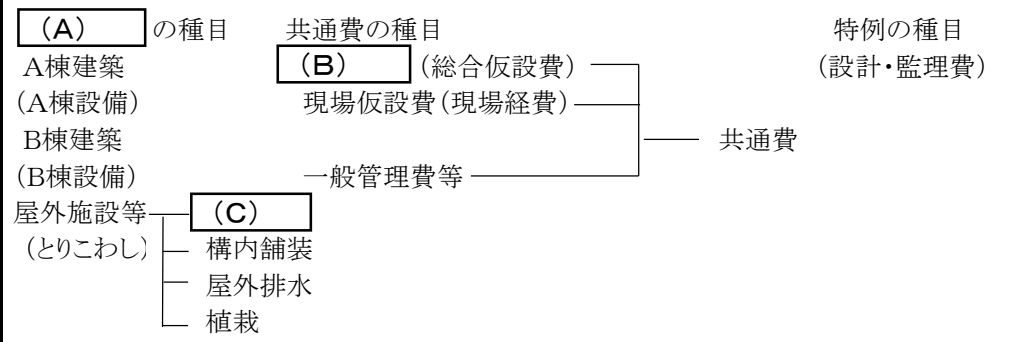 （A）の種目 共通費の種目 特例の種目
A棟建築 （B）（総合仮設費） （設計・監理費）
（A棟設備） 現場仮設費（現場経費）
B棟建築 共通費
（B棟設備） 一般管理費等
屋外施設等 （C）
（とりこわし） 構内舗装
屋外排水
植栽